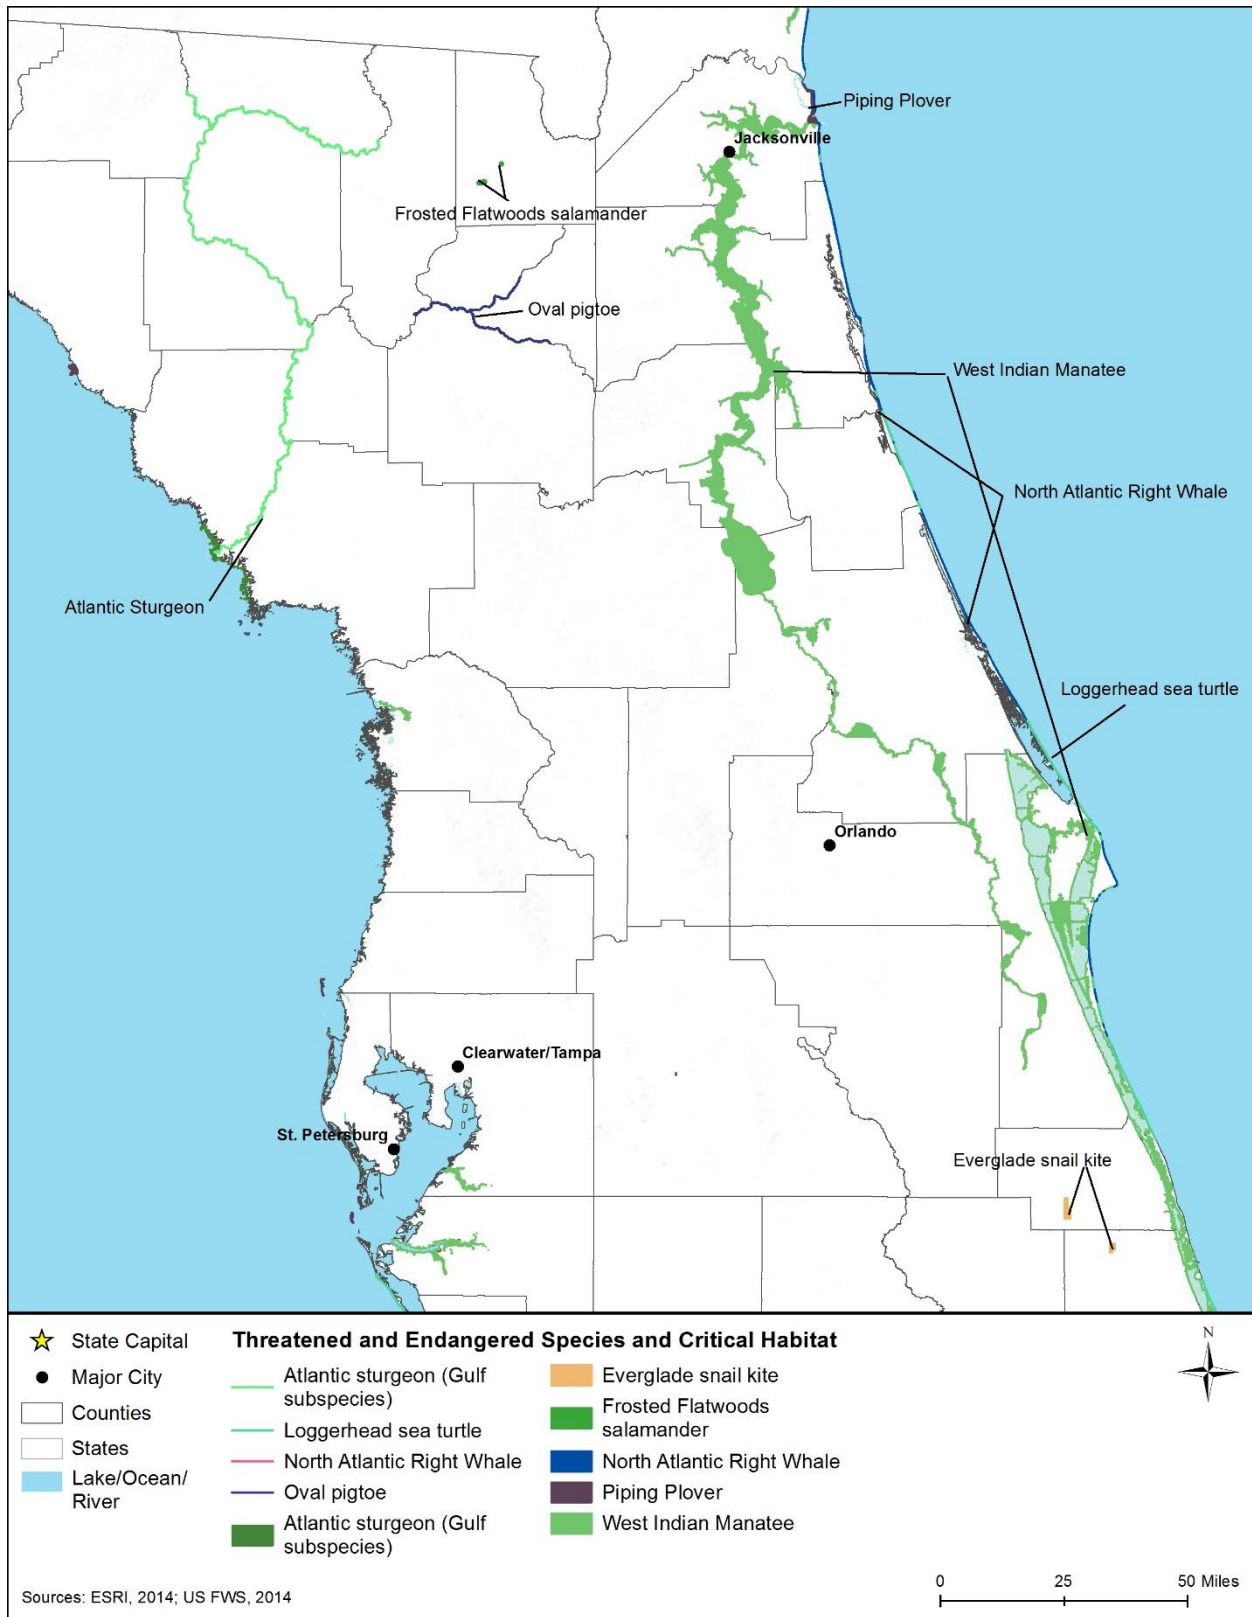 Piping Plover
Jacksonville
Frosted Flatwoods salamander
Oval pigtoe
West Indian Manatee
North Atlantic Right Whale
Atlantic Sturgeon
Loggerhead sea turtle
Orlando
Clearwater/Tampa
St. Petersburg
Everglade snail kite
State Capital
Major City
Counties
States
Lake/Ocean/
River
Threatened and Endangered Species and Critical Habitat
Atlantic sturgeon (Gulf
subspecies)
Loggerhead sea turtle
North Atlantic Right Whale
Oval pigtoe
Atlantic sturgeon (Gulf
subspecies)
Everglade snail kite
Frosted Flatwoods
salamander
North Atlantic Right Whale
Piping Plover
West Indian Manatee
N
Sources: ESRI, 2014; US FWS, 2014
0 25 50 Miles